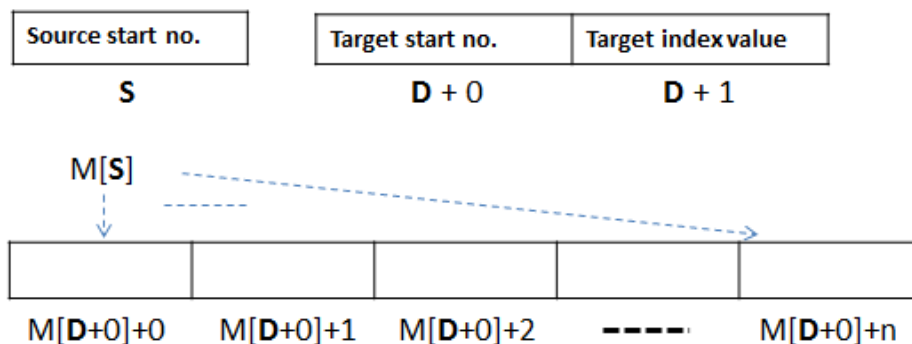 Source start no. Target start no. Target index value
S D + 0 D + 1
M[S]
M[D+0]+0 M[D+0]+1 M[D+0]+2 ----- M[D+0]+n